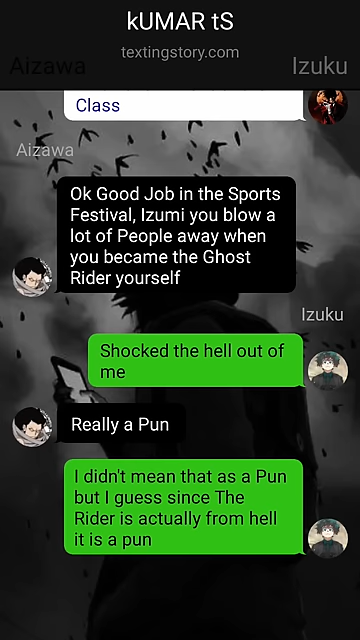 kUMAR tS
textingstory.com
Aizawa
Izuku
Class
Aizawa
Ok Good Job in the Sports
Festival, Izumi you blow a
lot of People away when
you became the Ghost
Rider yourself
Izuku
Shocked the hell out of
me
Really a Pun
I didn't mean that as a Pun
but I guess since The
Rider is actually from hell
it is a pun